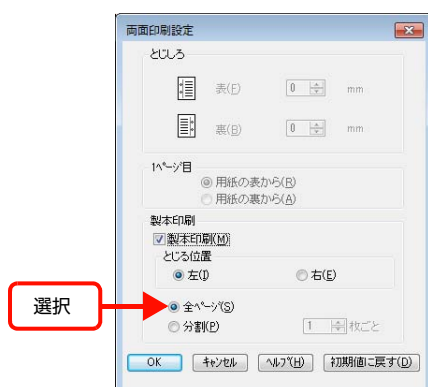 両面印刷設定
とじしろ
表(F) 0 mm
裏(B) 0 mm
1ページ目
用紙の表から(R)
用紙の裏から(A)
製本印刷
製本印刷(M)
とじる位置
左(I) 右(E)
選択
全ページ(S)
分割(P) 1 枚ごと
OK キャンセル ヘルプ(H) 初期値に戻す(D)